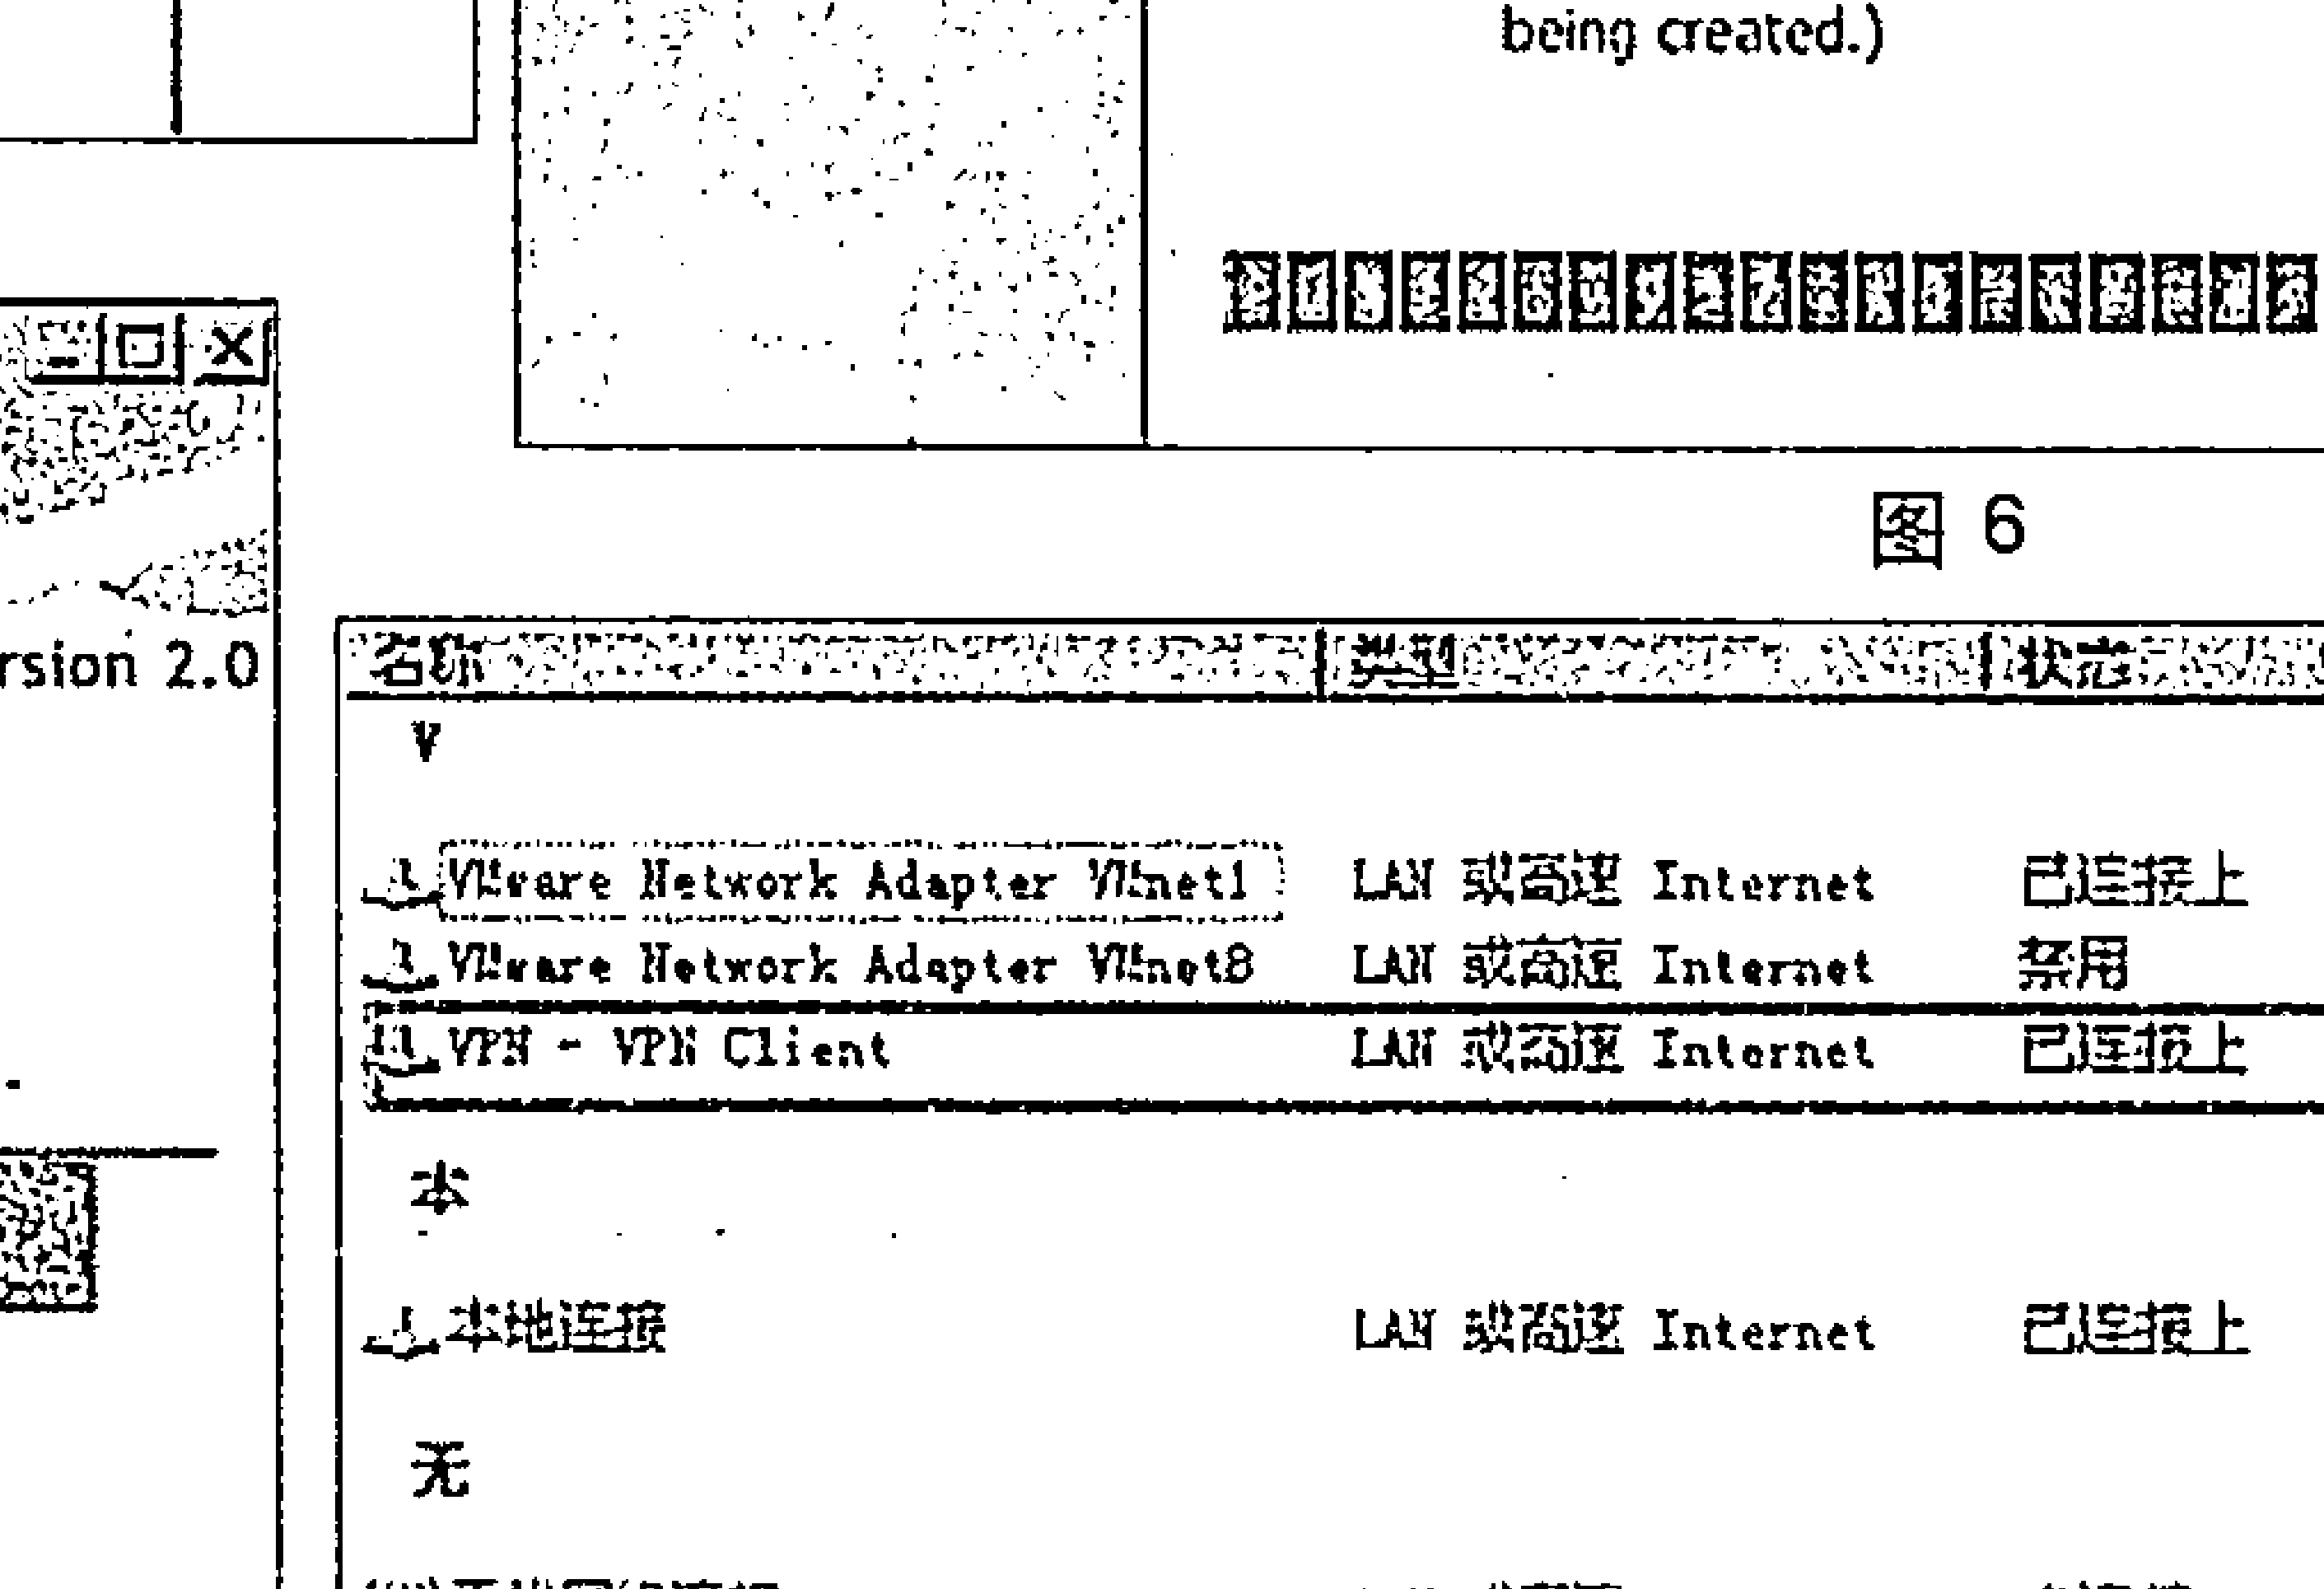 being created.)
图 6
rsion 2.0
名称 类型 状态
V
VMware Network Adapter VMnet1 LAN 或高速 Internet 已连接上
VMware Network Adapter VMnet8 LAN 或高速 Internet 禁用
VPN - VPN Client LAN 或高速 Internet 已连接上
本
本地连接 LAN 或高速 Internet 已连接上
无